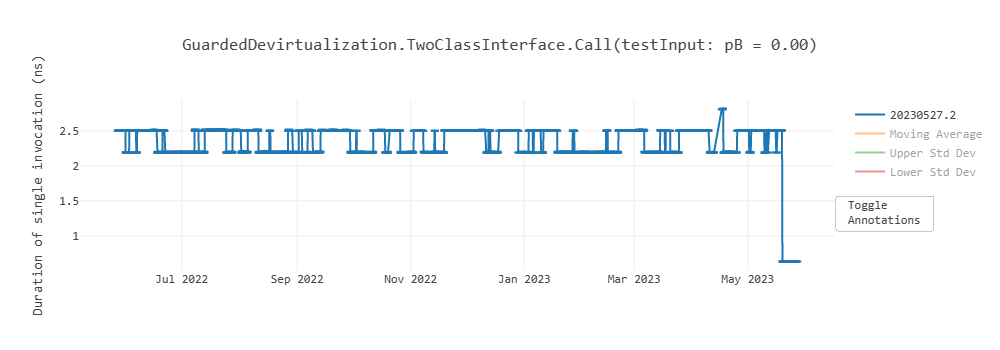 GuardedDevirtualization.TwoClassInterface.Call(testInput: pB = 0.00)
Duration of single invocation (ns)
2.5
2
1.5
1
Jul 2022
Sep 2022
Nov 2022
Jan 2023
Mar 2023
May 2023
20230527.2
Moving Average
Upper Std Dev
Lower Std Dev
Toggle
Annotations